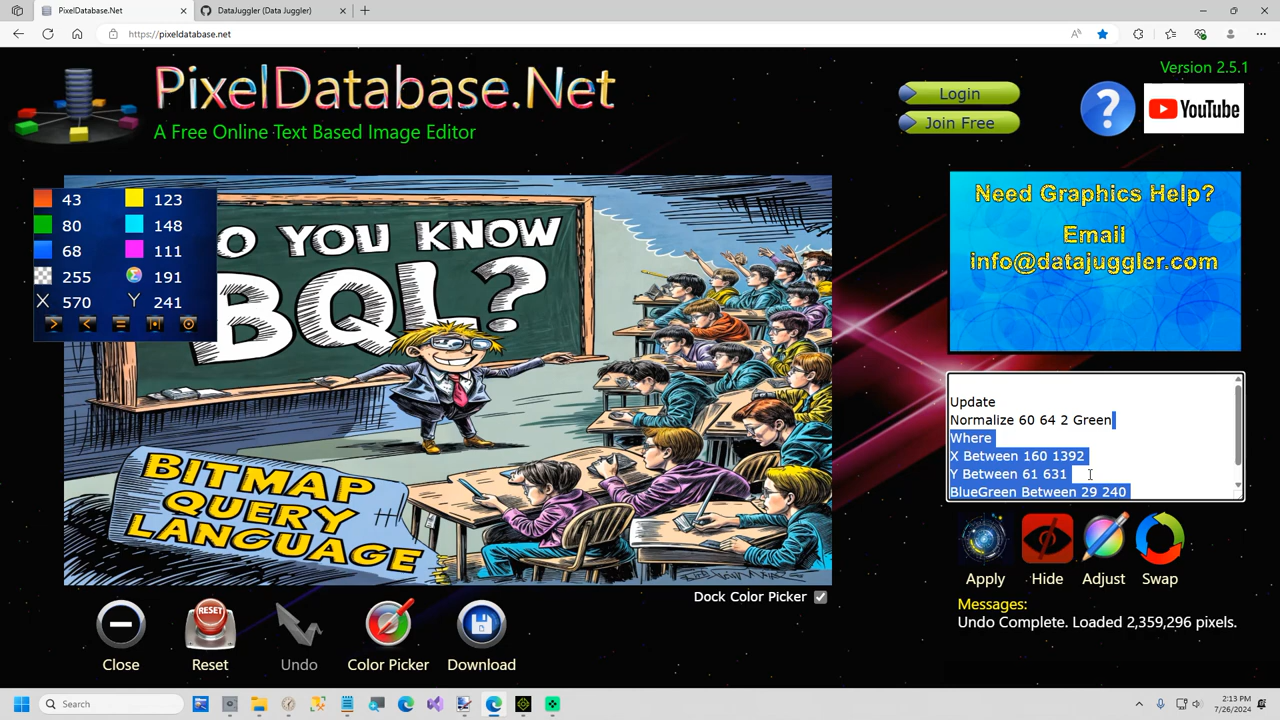 PixelDatabase.Net
DataJuggler (Data Juggler)
https://pixeldatabase.net
Version 2.5.1
PixelDatabase.Net
A Free Online Text Based Image Editor
Login
Join Free
?
YouTube
43 123
80 148
68 111
255 191
X 570 Y 241
O YOU KNOW
BQL?
BITMAP
QUERY
LANGUAGE
Need Graphics Help?
Email
info@datajuggler.com
Update
Normalize 60 64 2 Green
Where
X Between 160 1392
Y Between 61 631
BlueGreen Between 29 240
Apply Hide Adjust Swap
Dock Color Picker
Messages:
Undo Complete. Loaded 2,359,296 pixels.
RESET
Close Reset Undo Color Picker Download
Search
2:13 PM
7/26/2024